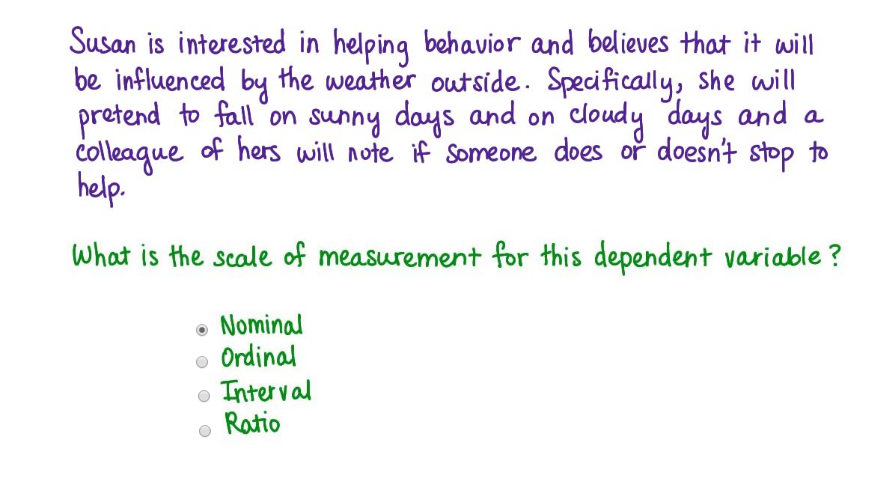 Susan is interested in helping behavior and believes that it will
be influenced by the weather outside. Specifically, she will
pretend to fall on sunny days and on cloudy days and a
colleague of hers will note if someone does or doesn't stop to
help.
What is the scale of measurement for this dependent variable?
Nominal
Ordinal
Interval
Ratio